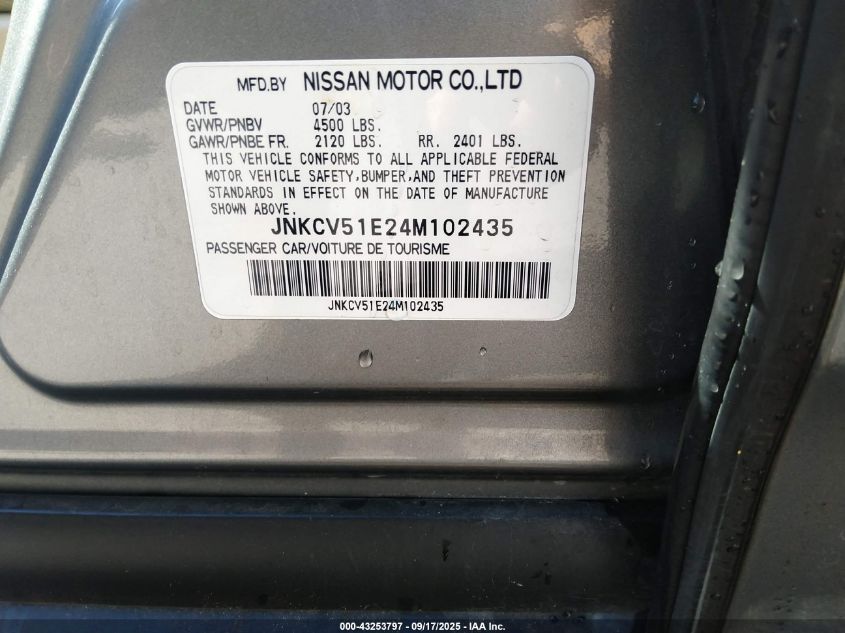 MFD.BY NISSAN MOTOR CO.,LTD
DATE 07/03
GVWR/PNBV 4500 LBS.
GAWR/PNBE FR. 2120 LBS. RR. 2401 LBS.
THIS VEHICLE CONFORMS TO ALL APPLICABLE FEDERAL
MOTOR VEHICLE SAFETY,BUMPER,AND THEFT PREVENTION
STANDARDS IN EFFECT ON THE DATE OF MANUFACTURE
SHOWN ABOVE.
JNKCV51E24M102435
PASSENGER CAR/VOITURE DE TOURISME
JNKCV51E24M102435
000-43253797 - 09/17/2025 - IAA Inc.